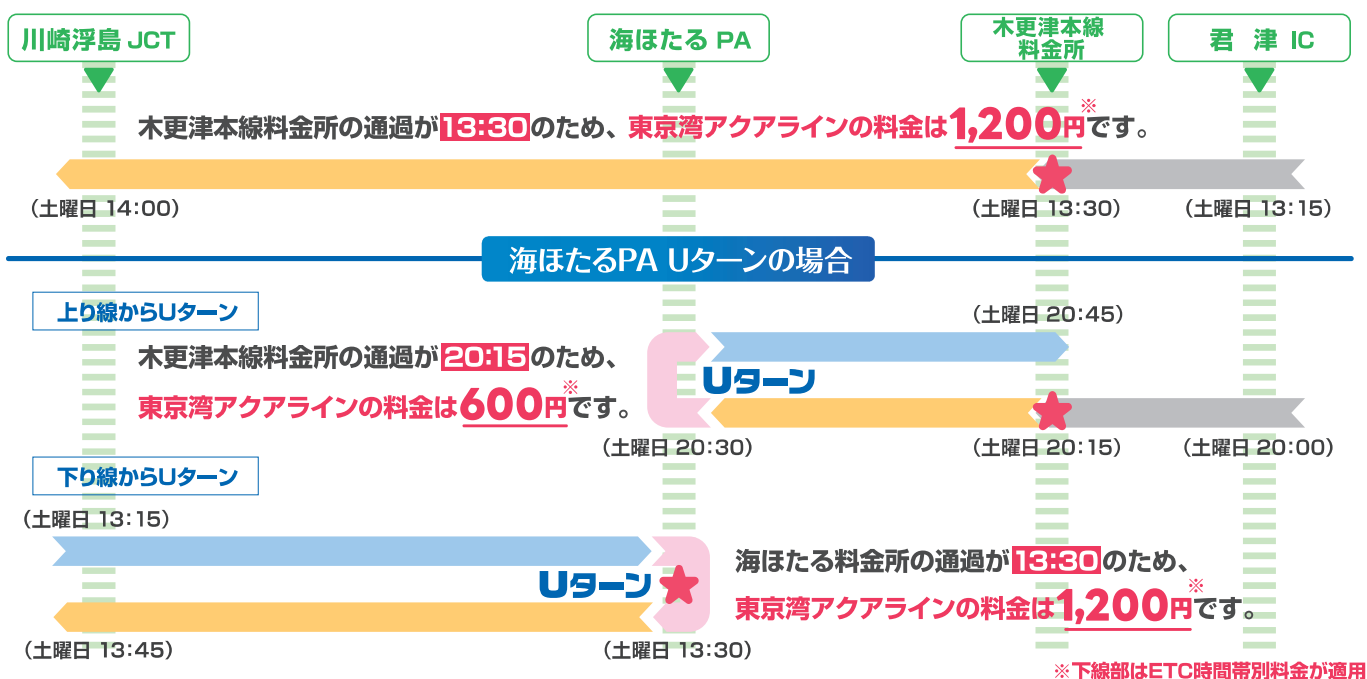 川崎浮島 JCT
海ほたる PA
木更津本線
料金所
君 津 IC
木更津本線料金所の通過が13:30のため、東京湾アクアラインの料金は1,200円※です。
(土曜日 14:00)
(土曜日 13:30)
(土曜日 13:15)
海ほたるPA Uターンの場合
上り線からUターン
(土曜日 20:45)
木更津本線料金所の通過が20:15のため、
東京湾アクアラインの料金は600円※です。
Uターン
(土曜日 20:30)
(土曜日 20:15)
(土曜日 20:00)
下り線からUターン
(土曜日 13:15)
Uターン
海ほたる料金所の通過が13:30のため、
東京湾アクアラインの料金は1,200円※です。
(土曜日 13:45)
(土曜日 13:30)
※下線部はETC時間帯別料金が適用